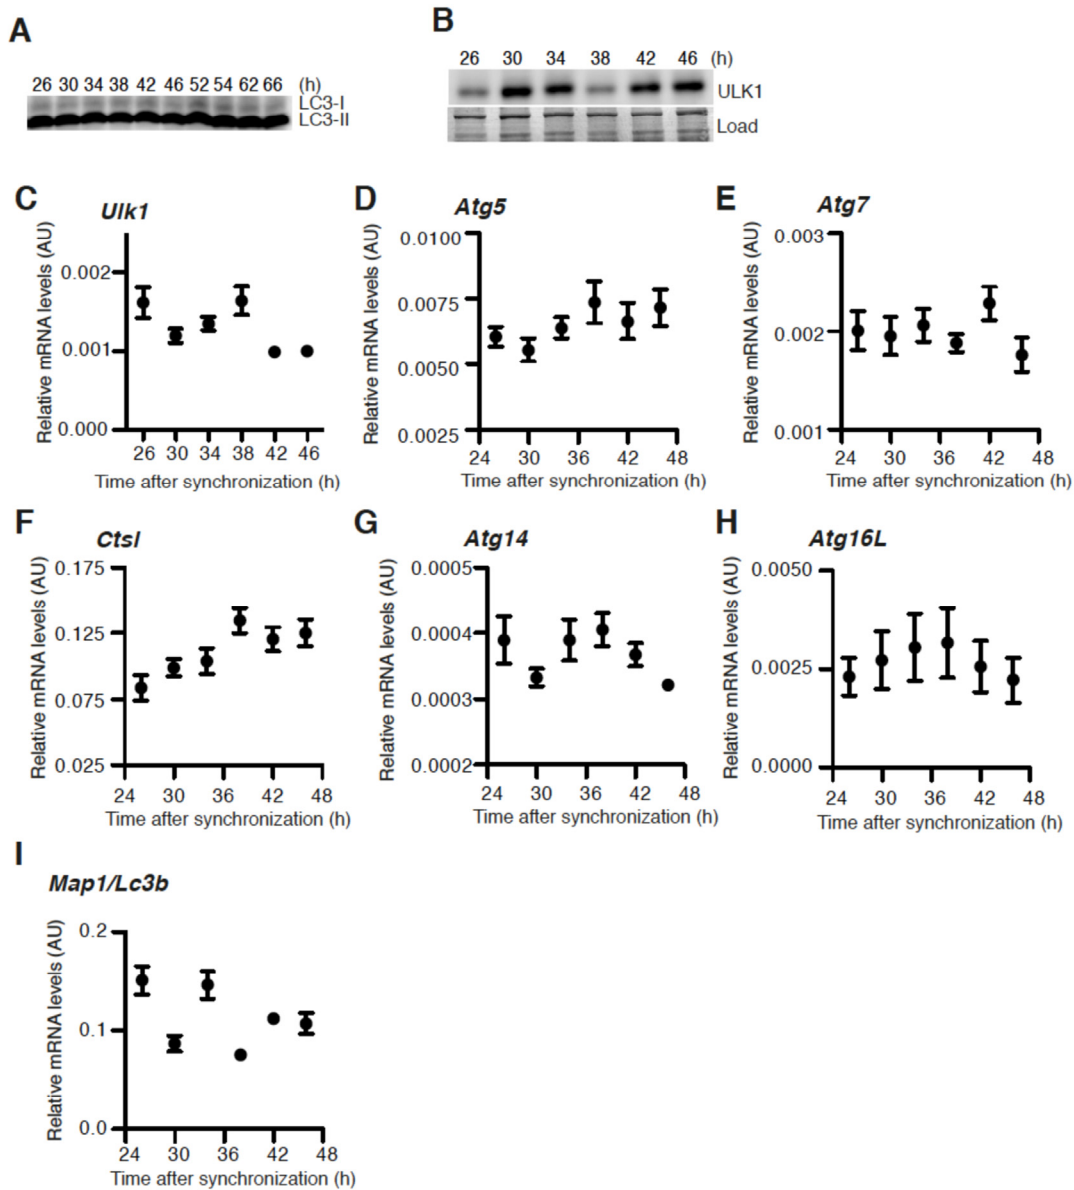 A
B
26 30 34 38 42 46 52 54 62 66 (h)
LC3-I
LC3-II
26 30 34 38 42 46 (h)
ULK1
Load
C
Ulk1
Relative mRNA levels (AU)
0.002
0.001
0.000
26 30 34 38 42 46
Time after synchronization (h)
D
Atg5
Relative mRNA levels (AU)
0.0100
0.0075
0.0050
0.0025
24 30 36 42 48
Time after synchronization (h)
E
Atg7
Relative mRNA levels (AU)
0.003
0.002
0.001
24 30 36 42 48
Time after synchronization (h)
F
Ctsl
Relative mRNA levels (AU)
0.175
0.125
0.075
0.025
24 30 36 42 48
Time after synchronization (h)
G
Atg14
Relative mRNA levels (AU)
0.0005
0.0004
0.0003
0.0002
24 30 36 42 48
Time after synchronization (h)
H
Atg16L
Relative mRNA levels (AU)
0.0050
0.0025
0.0000
24 30 36 42 48
Time after synchronization (h)
I
Map1/Lc3b
Relative mRNA levels (AU)
0.2
0.1
0.0
24 30 36 42 48
Time after synchronization (h)